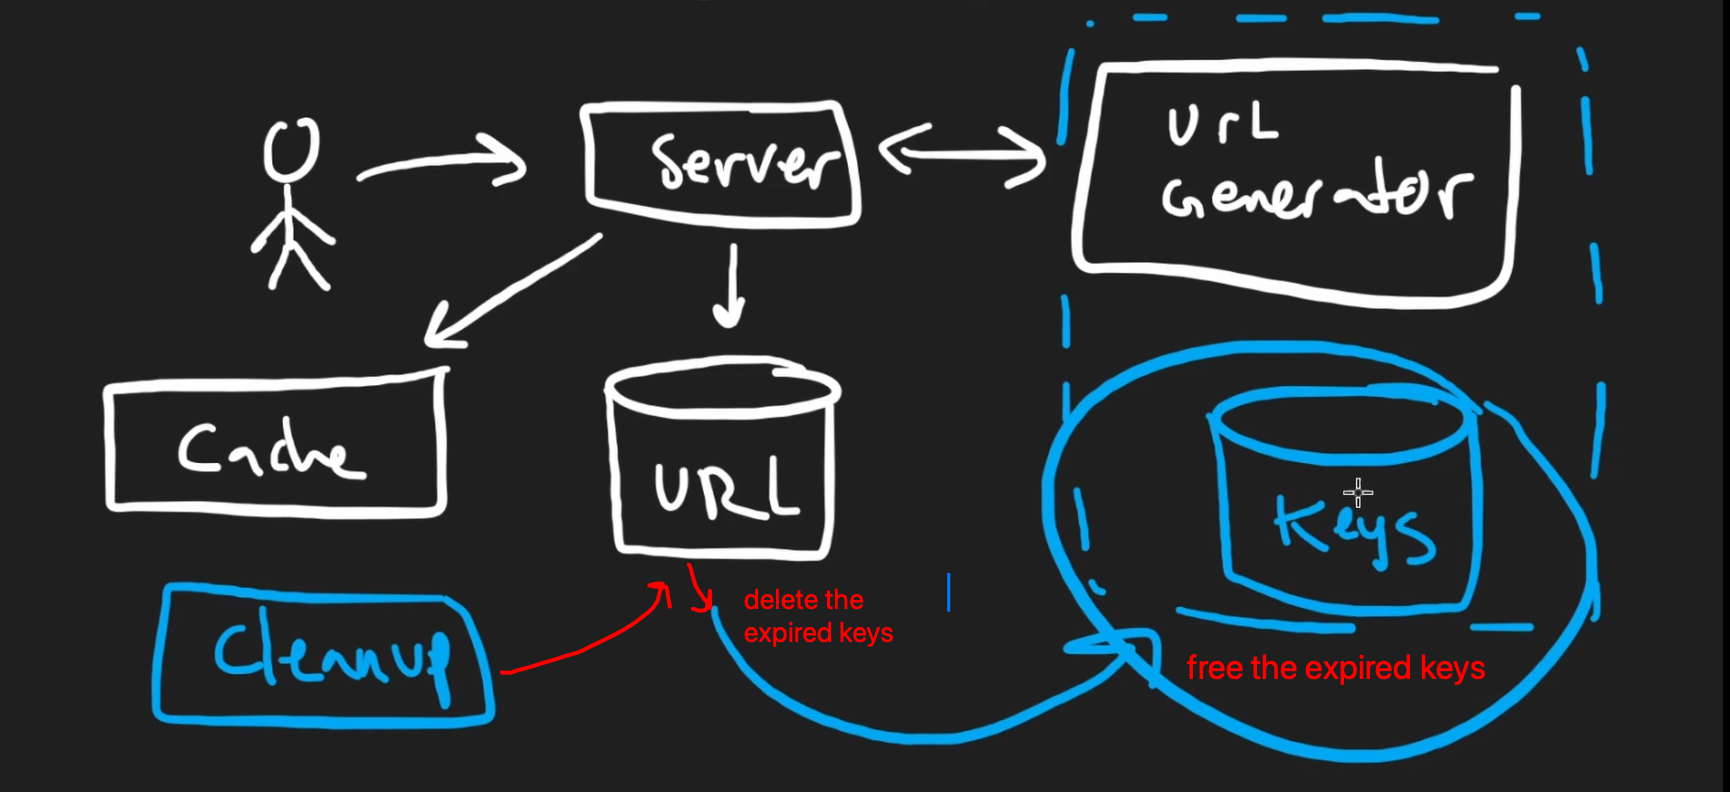 Server
UrL
Generator
Cache
URL
Keys
Cleanup
delete the
expired keys
free the expired keys